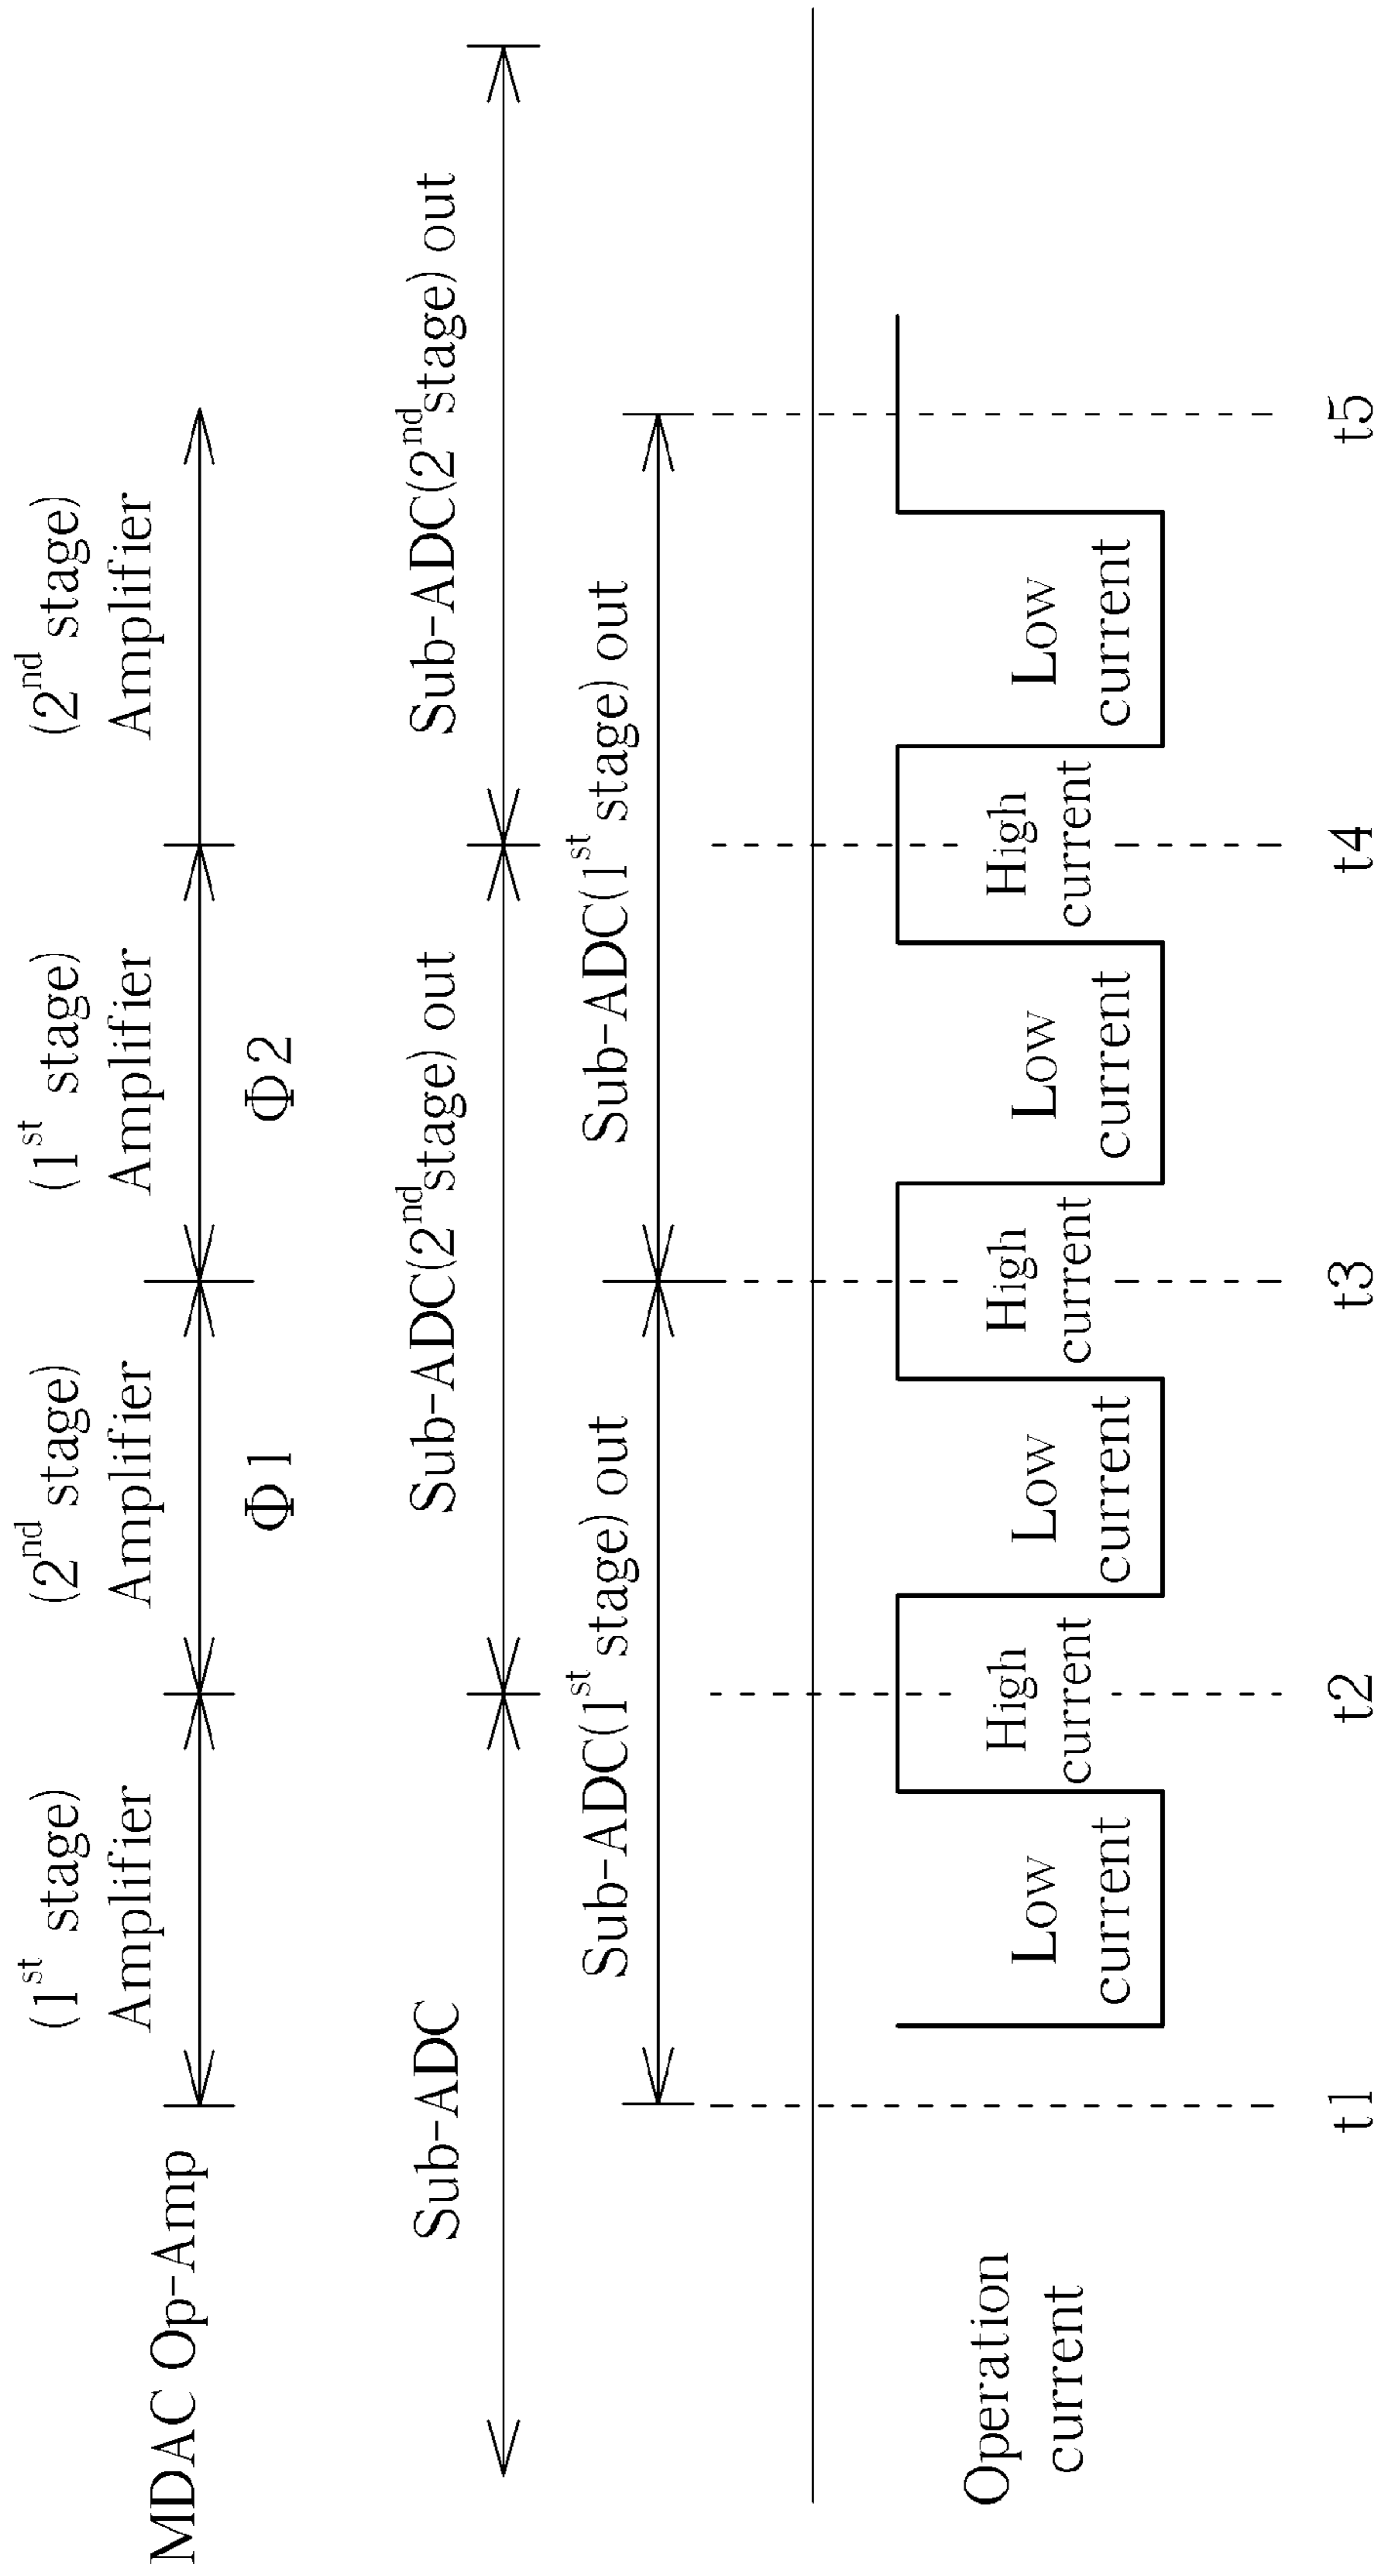 (1st stage)
Amplifier
(2nd stage)
Amplifier
(1st stage)
Amplifier
(2nd stage)
Amplifier
MDAC Op-Amp
Φ1
Φ2
Sub-ADC
Sub-ADC(2nd stage) out
Sub-ADC(2nd stage) out
Sub-ADC(1st stage) out
Sub-ADC(1st stage) out
Operation
current
Low
current
High
current
Low
current
High
current
Low
current
High
current
Low
current
t1
t2
t3
t4
t5